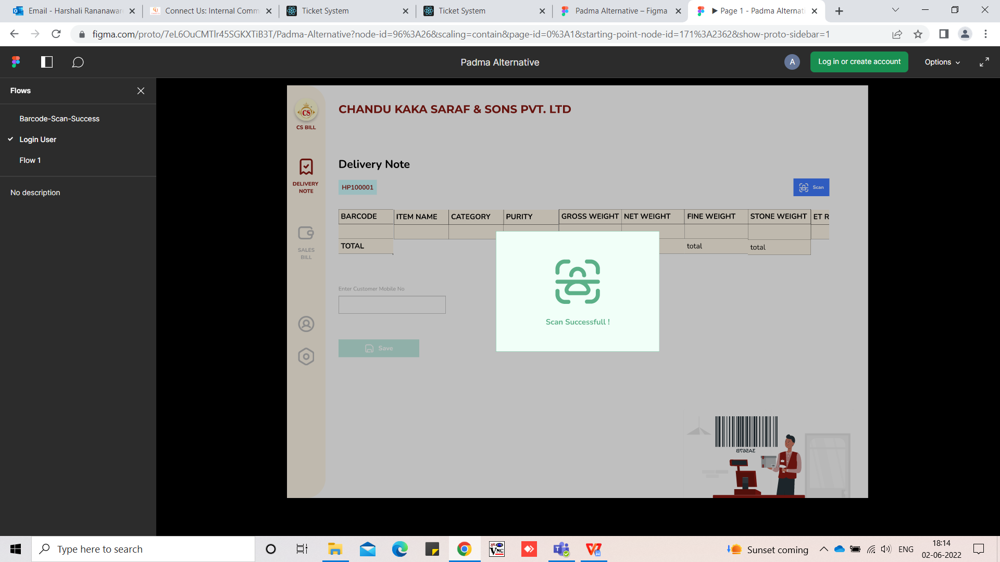 Email - Harshali Rananaware
Connect Us: Internal Comm
Ticket System
Ticket System
Padma Alternative – Figma
Page 1 - Padma Alternati
figma.com/proto/7eL6OuCMTlr45SGKXTiB3T/Padma-Alternative?node-id=96%3A26&scaling=contain&page-id=0%3A1&starting-point-node-id=171%3A2362&show-proto-sidebar=1
Padma Alternative
A
Log in or create account
Options
Flows
Barcode-Scan-Success
Login User
Flow 1
No description
CS
CS BILL
CHANDU KAKA SARAF & SONS PVT. LTD
DELIVERY
NOTE
SALES
BILL
Delivery Note
HP100001
Scan
BARCODE ITEM NAME CATEGORY PURITY GROSS WEIGHT NET WEIGHT FINE WEIGHT STONE WEIGHT ET R
TOTAL total total
Enter Customer Mobile No
Save
Scan Successfull !
3A567B
Type here to search
VNC
Sunset coming
ENG
18:14
02-06-2022